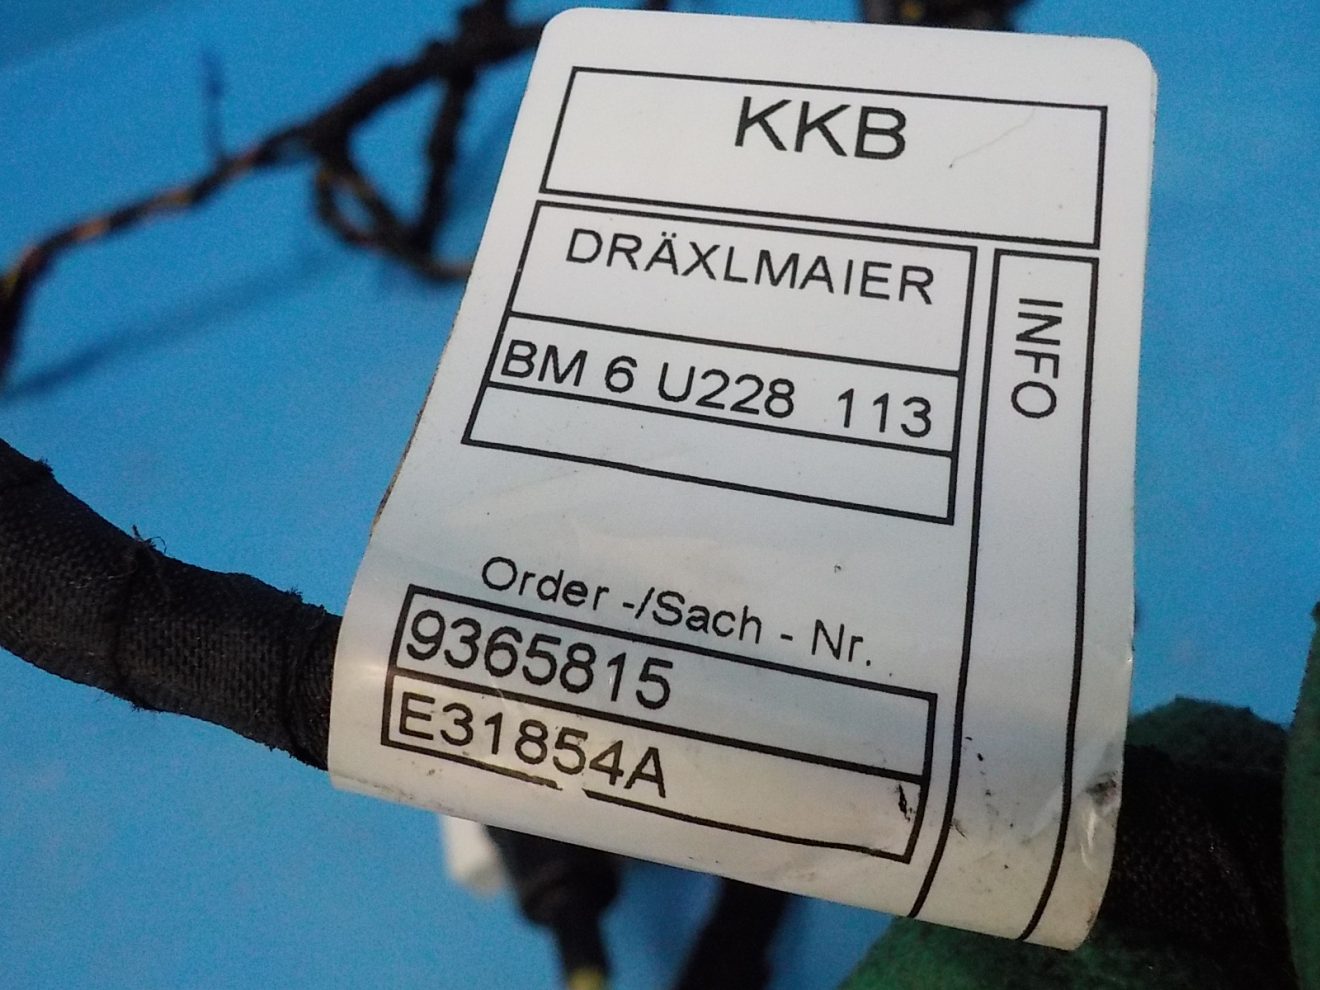 KKB
DRÄXLMAIER
INFO
BM 6 U228 113
Order -/Sach - Nr.
9365815
E31854A